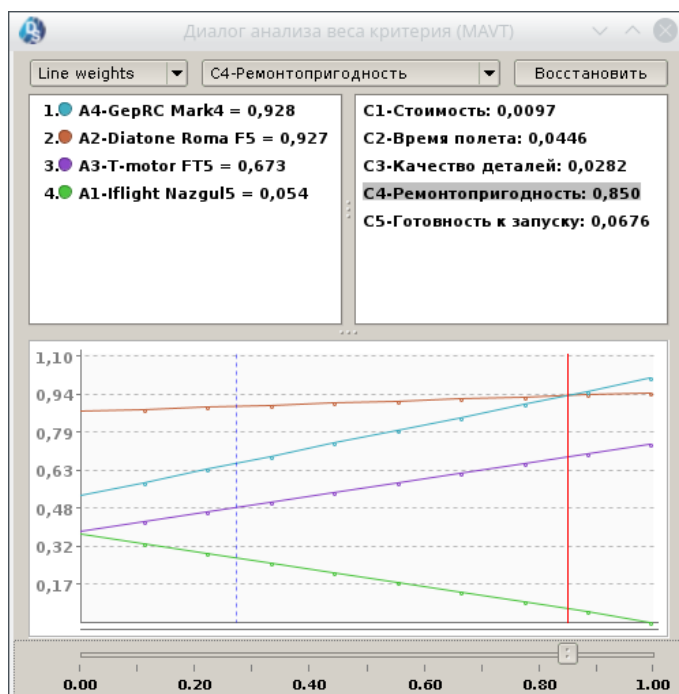 Диалог анализа веса критерия (MAVT)
Line weights
C4-Ремонтопригодность
Восстановить
1. A4-GepRC Mark4 = 0,928
2. A2-Diatone Roma F5 = 0,927
3. A3-T-motor FT5 = 0,673
4. A1-Iflight Nazgul5 = 0,054
C1-Стоимость: 0,0097
C2-Время полета: 0,0446
C3-Качество деталей: 0,0282
C4-Ремонтопригодность: 0,850
C5-Готовность к запуску: 0,0676
1,10
0,94
0,79
0,63
0,48
0,32
0,17
0.00 0.20 0.40 0.60 0.80 1.00